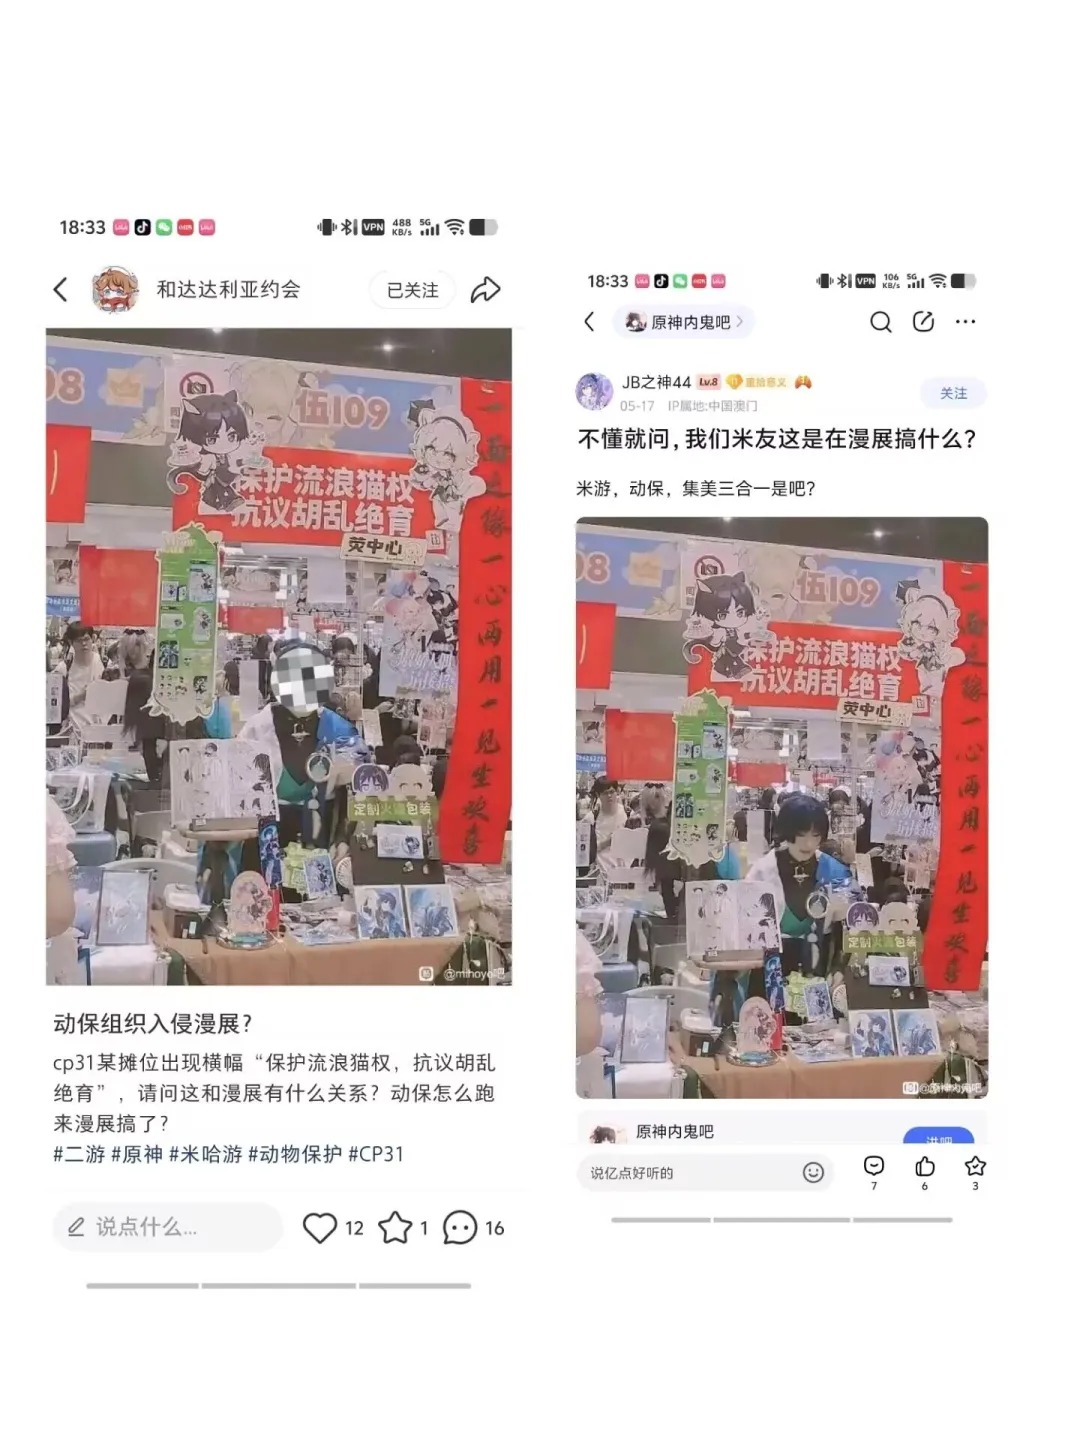 18:33
VPN
488
KB/s
5G
和达达利亚约会
已关注
伍109
保护流浪猫权
抗议胡乱绝育
荧中心
一面之缘一心两用一见生欢喜
定制火漆包装
@mihoyo吧
动保组织入侵漫展？
cp31某摊位出现横幅“保护流浪猫权，抗议胡乱
绝育”，请问这和漫展有什么关系？动保怎么跑
来漫展搞了？
#二游 #原神 #米哈游 #动物保护 #CP31
说点什么...
12
1
16
18:33
VPN
106
KB/s
5G
原神内鬼吧
JB之神44
Lv.8
重拾意义
05-17
IP属地:中国澳门
关注
不懂就问，我们米友这是在漫展搞什么？
米游，动保，集美三合一是吧？
伍109
保护流浪猫权
抗议胡乱绝育
荧中心
一面之缘一心两用一见生欢喜
定制火漆包装
@原神内鬼吧
原神内鬼吧
进吧
说亿点好听的
7
6
3